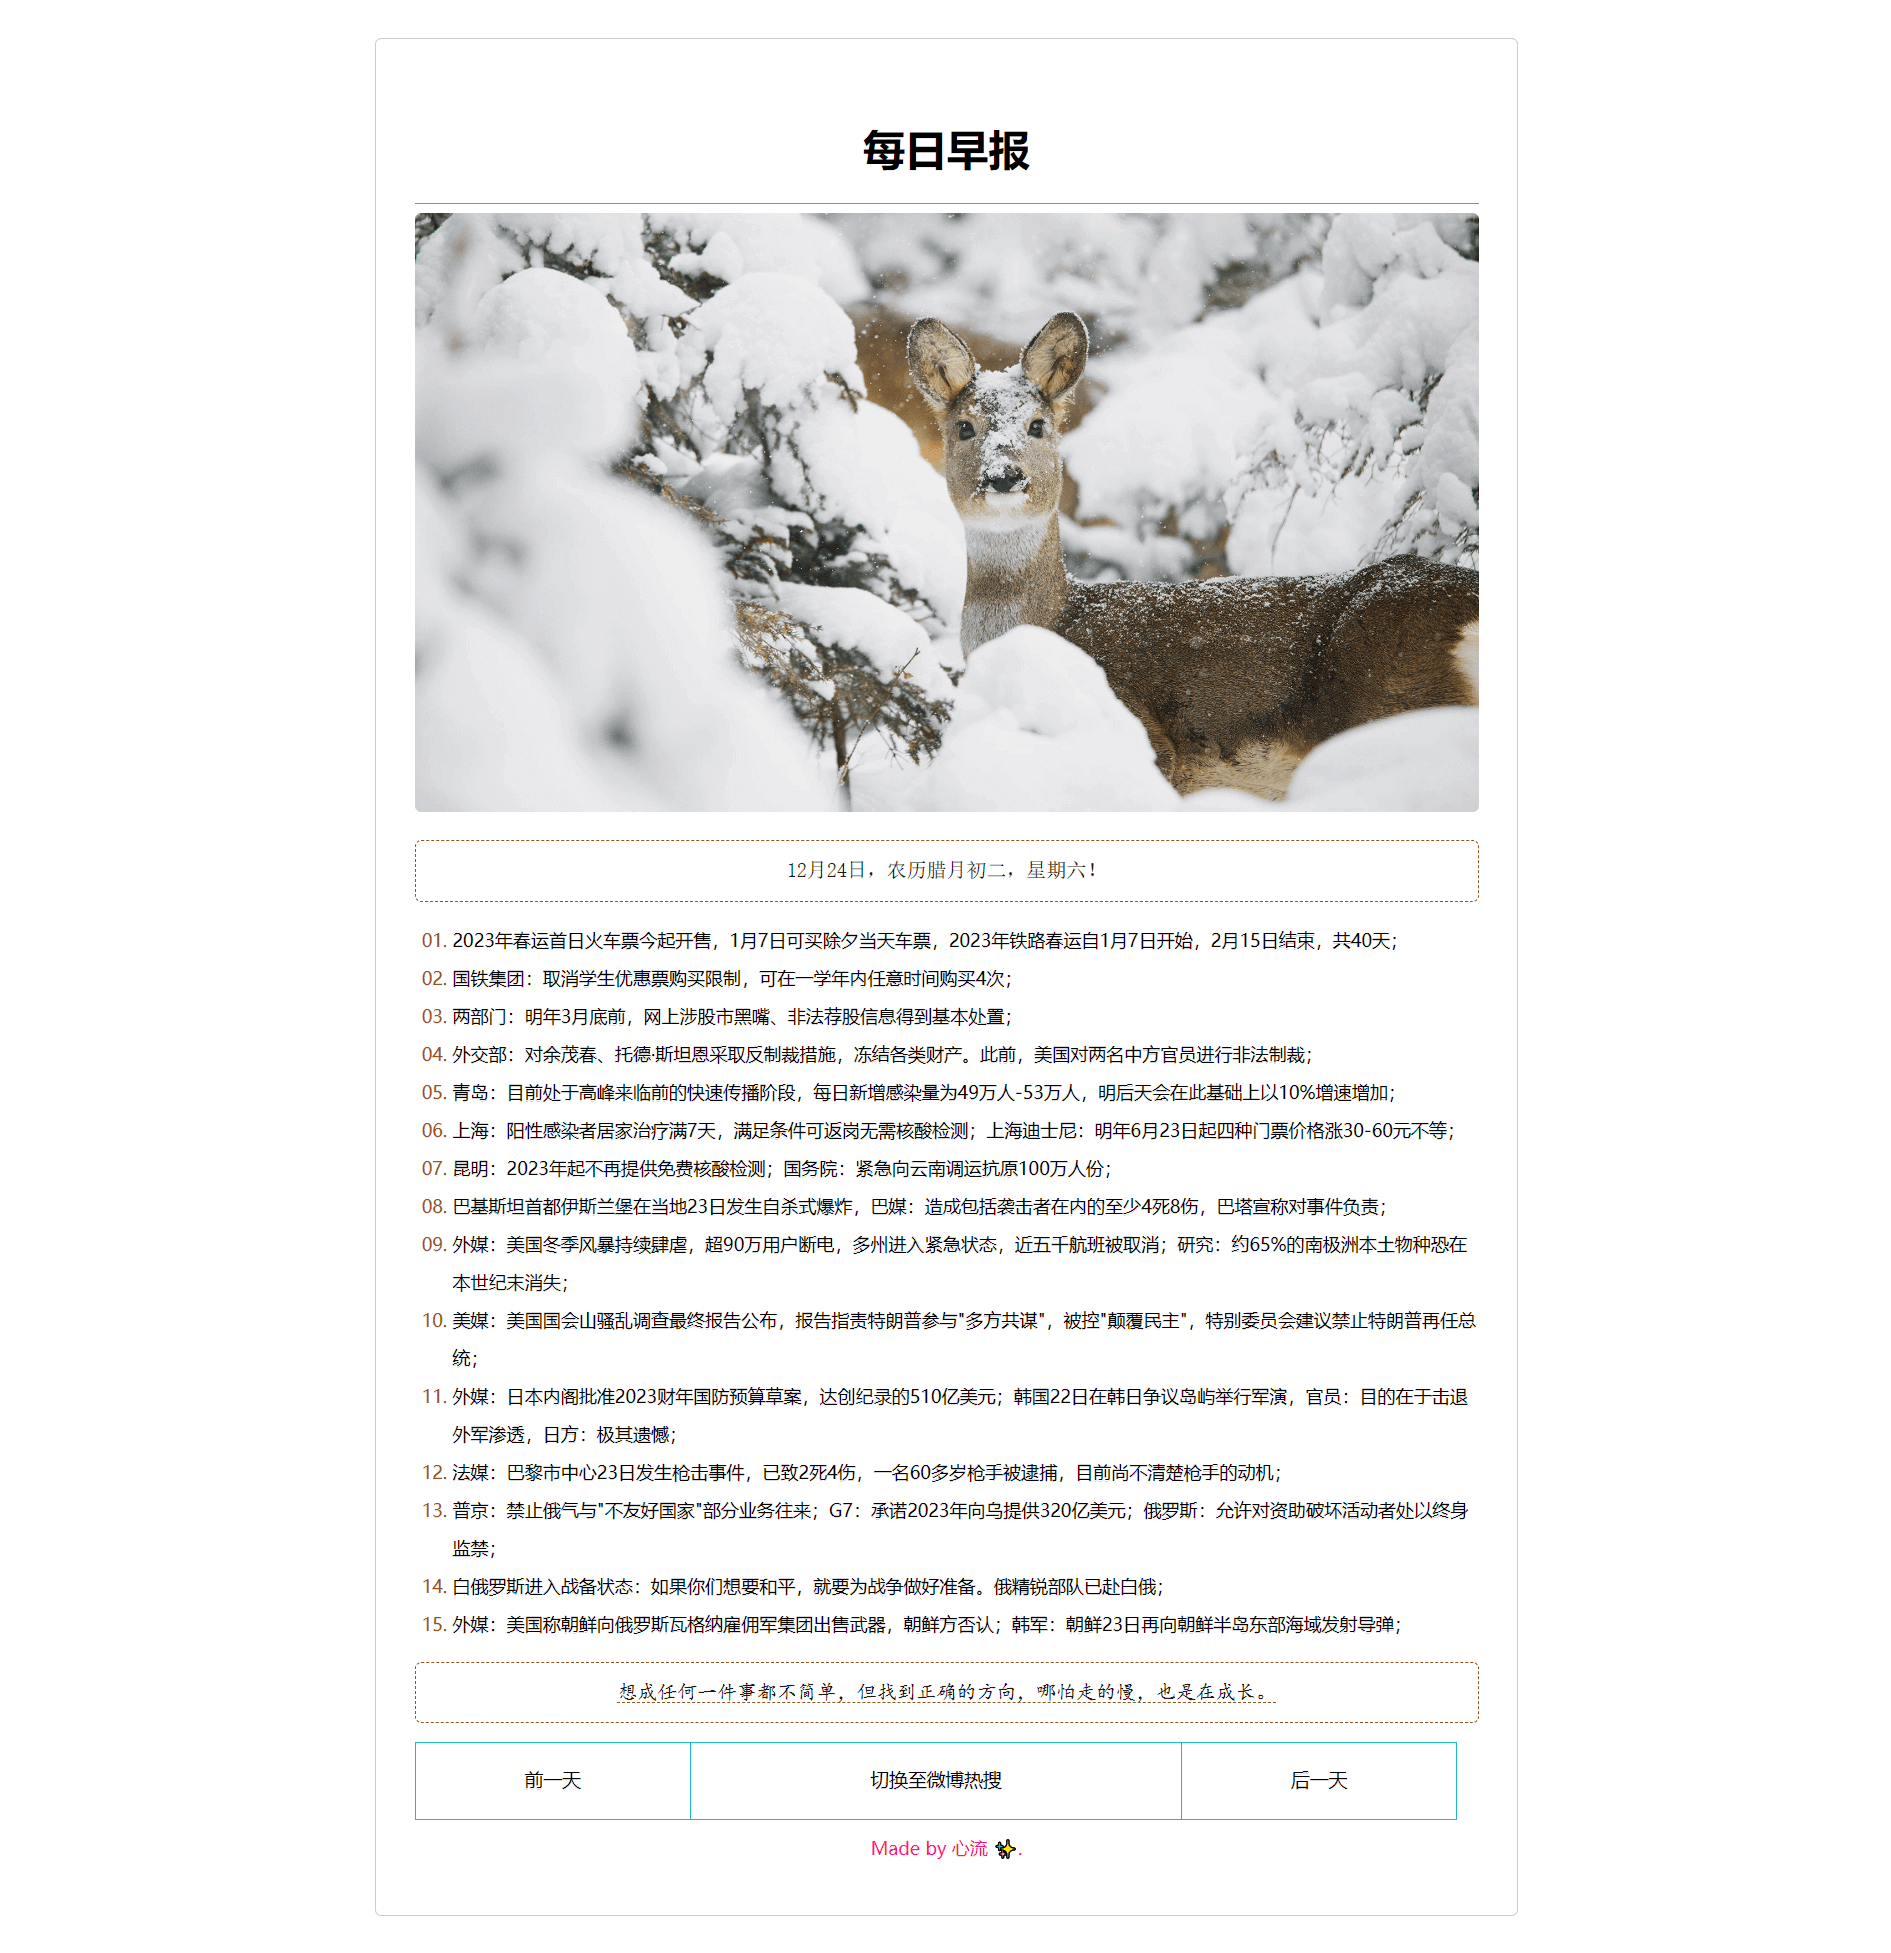 每日早报
12月24日，农历腊月初二，星期六！
01. 2023年春运首日火车票今起开售，1月7日可买除夕当天车票，2023年铁路春运自1月7日开始，2月15日结束，共40天；
02. 国铁集团：取消学生优惠票购买限制，可在一学年内任意时间购买4次；
03. 两部门：明年3月底前，网上涉股市黑嘴、非法荐股信息得到基本处置；
04. 外交部：对余茂春、托德·斯坦恩采取反制裁措施，冻结各类财产。此前，美国对两名中方官员进行非法制裁；
05. 青岛：目前处于高峰来临前的快速传播阶段，每日新增感染量为49万人-53万人，明后天会在此基础上以10%增速增加；
06. 上海：阳性感染者居家治疗满7天，满足条件可返岗无需核酸检测；上海迪士尼：明年6月23日起四种门票价格涨30-60元不等；
07. 昆明：2023年起不再提供免费核酸检测；国务院：紧急向云南调运抗原100万人份；
08. 巴基斯坦首都伊斯兰堡在当地23日发生自杀式爆炸，巴媒：造成包括袭击者在内的至少4死8伤，巴塔宣称对事件负责；
09. 外媒：美国冬季风暴持续肆虐，超90万用户断电，多州进入紧急状态，近五千航班被取消；研究：约65%的南极洲本土物种恐在
本世纪末消失；
10. 美媒：美国国会山骚乱调查最终报告公布，报告指责特朗普参与"多方共谋"，被控"颠覆民主"，特别委员会建议禁止特朗普再任总
统；
11. 外媒：日本内阁批准2023财年国防预算草案，达创纪录的510亿美元；韩国22日在韩日争议岛屿举行军演，官员：目的在于击退
外军渗透，日方：极其遗憾；
12. 法媒：巴黎市中心23日发生枪击事件，已致2死4伤，一名60多岁枪手被逮捕，目前尚不清楚枪手的动机；
13. 普京：禁止俄气与"不友好国家"部分业务往来；G7：承诺2023年向乌提供320亿美元；俄罗斯：允许对资助破坏活动者处以终身
监禁；
14. 白俄罗斯进入战备状态：如果你们想要和平，就要为战争做好准备。俄精锐部队已赴白俄；
15. 外媒：美国称朝鲜向俄罗斯瓦格纳雇佣军集团出售武器，朝鲜方否认；韩军：朝鲜23日再向朝鲜半岛东部海域发射导弹；
想成任何一件事都不简单，但找到正确的方向，哪怕走的慢，也是在成长。
前一天 切换至微博热搜 后一天
Made by 心流 ✨.